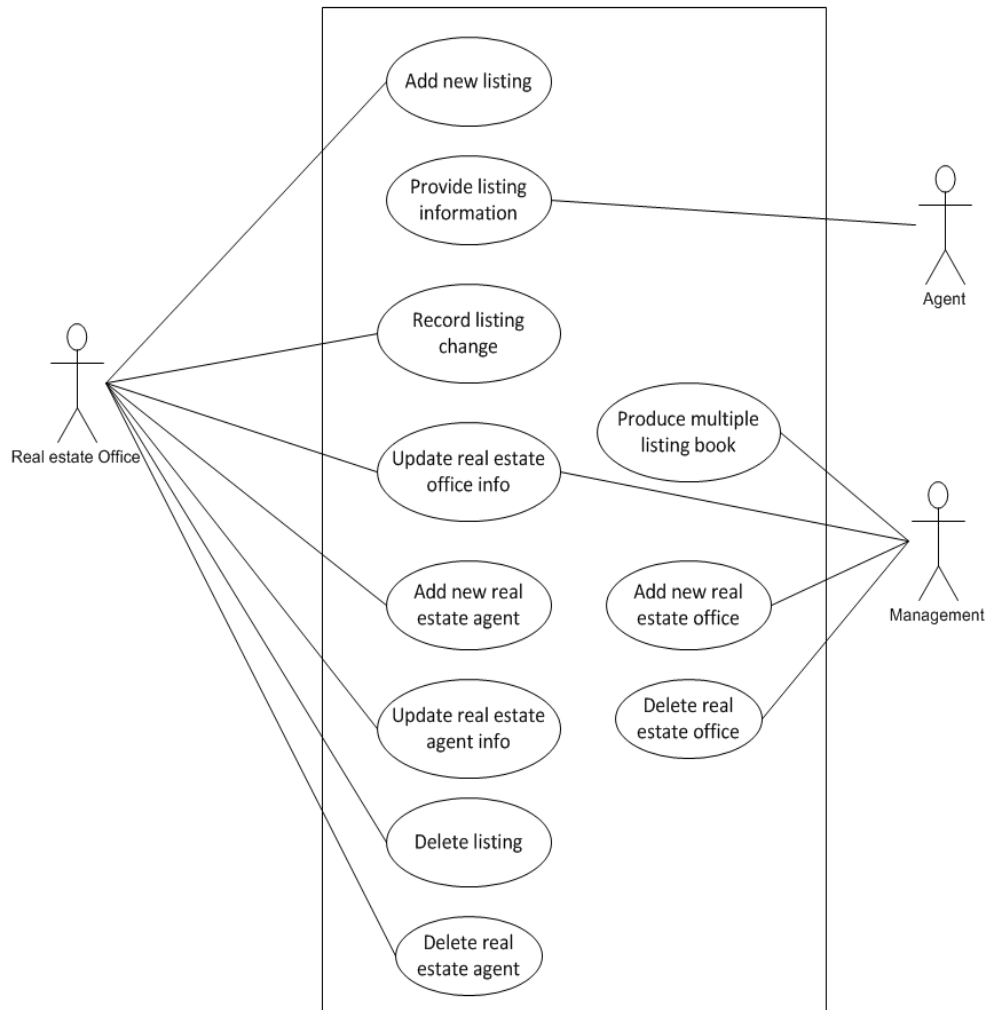 Add new listing
Provide listing
information
Agent
Record listing
change
Real estate Office
Produce multiple
listing book
Update real estate
office info
Add new real
estate agent
Add new real
estate office
Management
Update real estate
agent info
Delete real
estate office
Delete listing
Delete real
estate agent